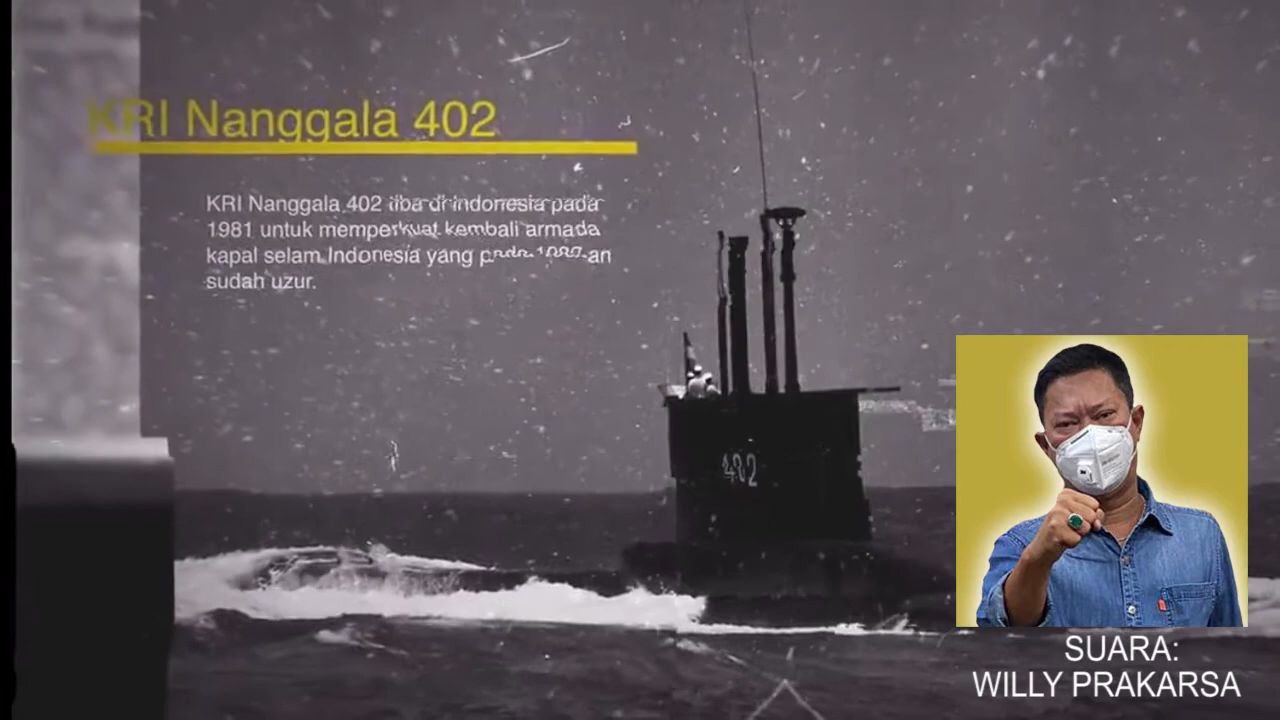 KRI Nanggala 402
KRI Nanggala 402 tiba di Indonesia pada
1981 untuk memperkuat kembali armada
kapal selam Indonesia yang pada
sudah uzur.
402
SUARA:
WILLY PRAKARSA